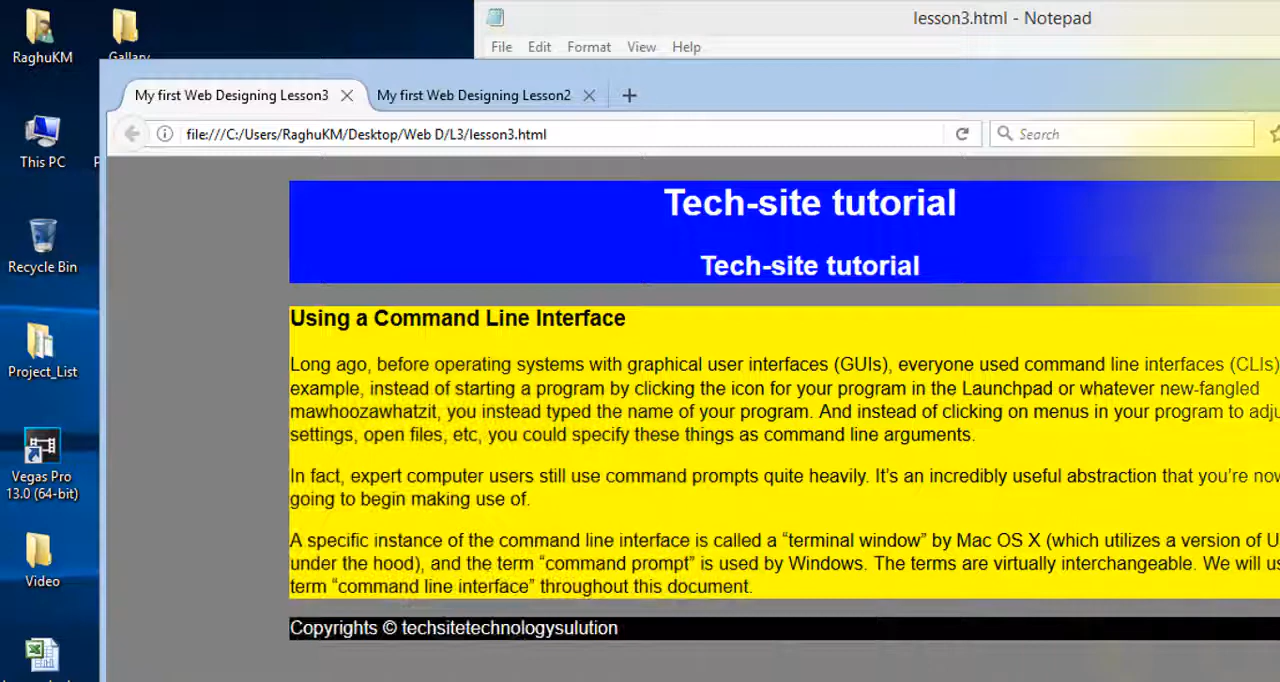 RaghuKM
Gallary
lesson3.html - Notepad
File Edit Format View Help
My first Web Designing Lesson3
My first Web Designing Lesson2
file:///C:/Users/RaghuKM/Desktop/Web D/L3/lesson3.html
Search
This PC
P
Recycle Bin
Project_List
Vegas Pro
13.0 (64-bit)
Video
Tech-site tutorial
Tech-site tutorial
Using a Command Line Interface
Long ago, before operating systems with graphical user interfaces (GUIs), everyone used command line interfaces (CLIs)
example, instead of starting a program by clicking the icon for your program in the Launchpad or whatever new-fangled
mawhoozawhatzit, you instead typed the name of your program. And instead of clicking on menus in your program to adju
settings, open files, etc, you could specify these things as command line arguments.
In fact, expert computer users still use command prompts quite heavily. It’s an incredibly useful abstraction that you’re now
going to begin making use of.
A specific instance of the command line interface is called a “terminal window” by Mac OS X (which utilizes a version of U
under the hood), and the term “command prompt” is used by Windows. The terms are virtually interchangeable. We will us
term “command line interface” throughout this document.
Copyrights © techsitetechnologysulution